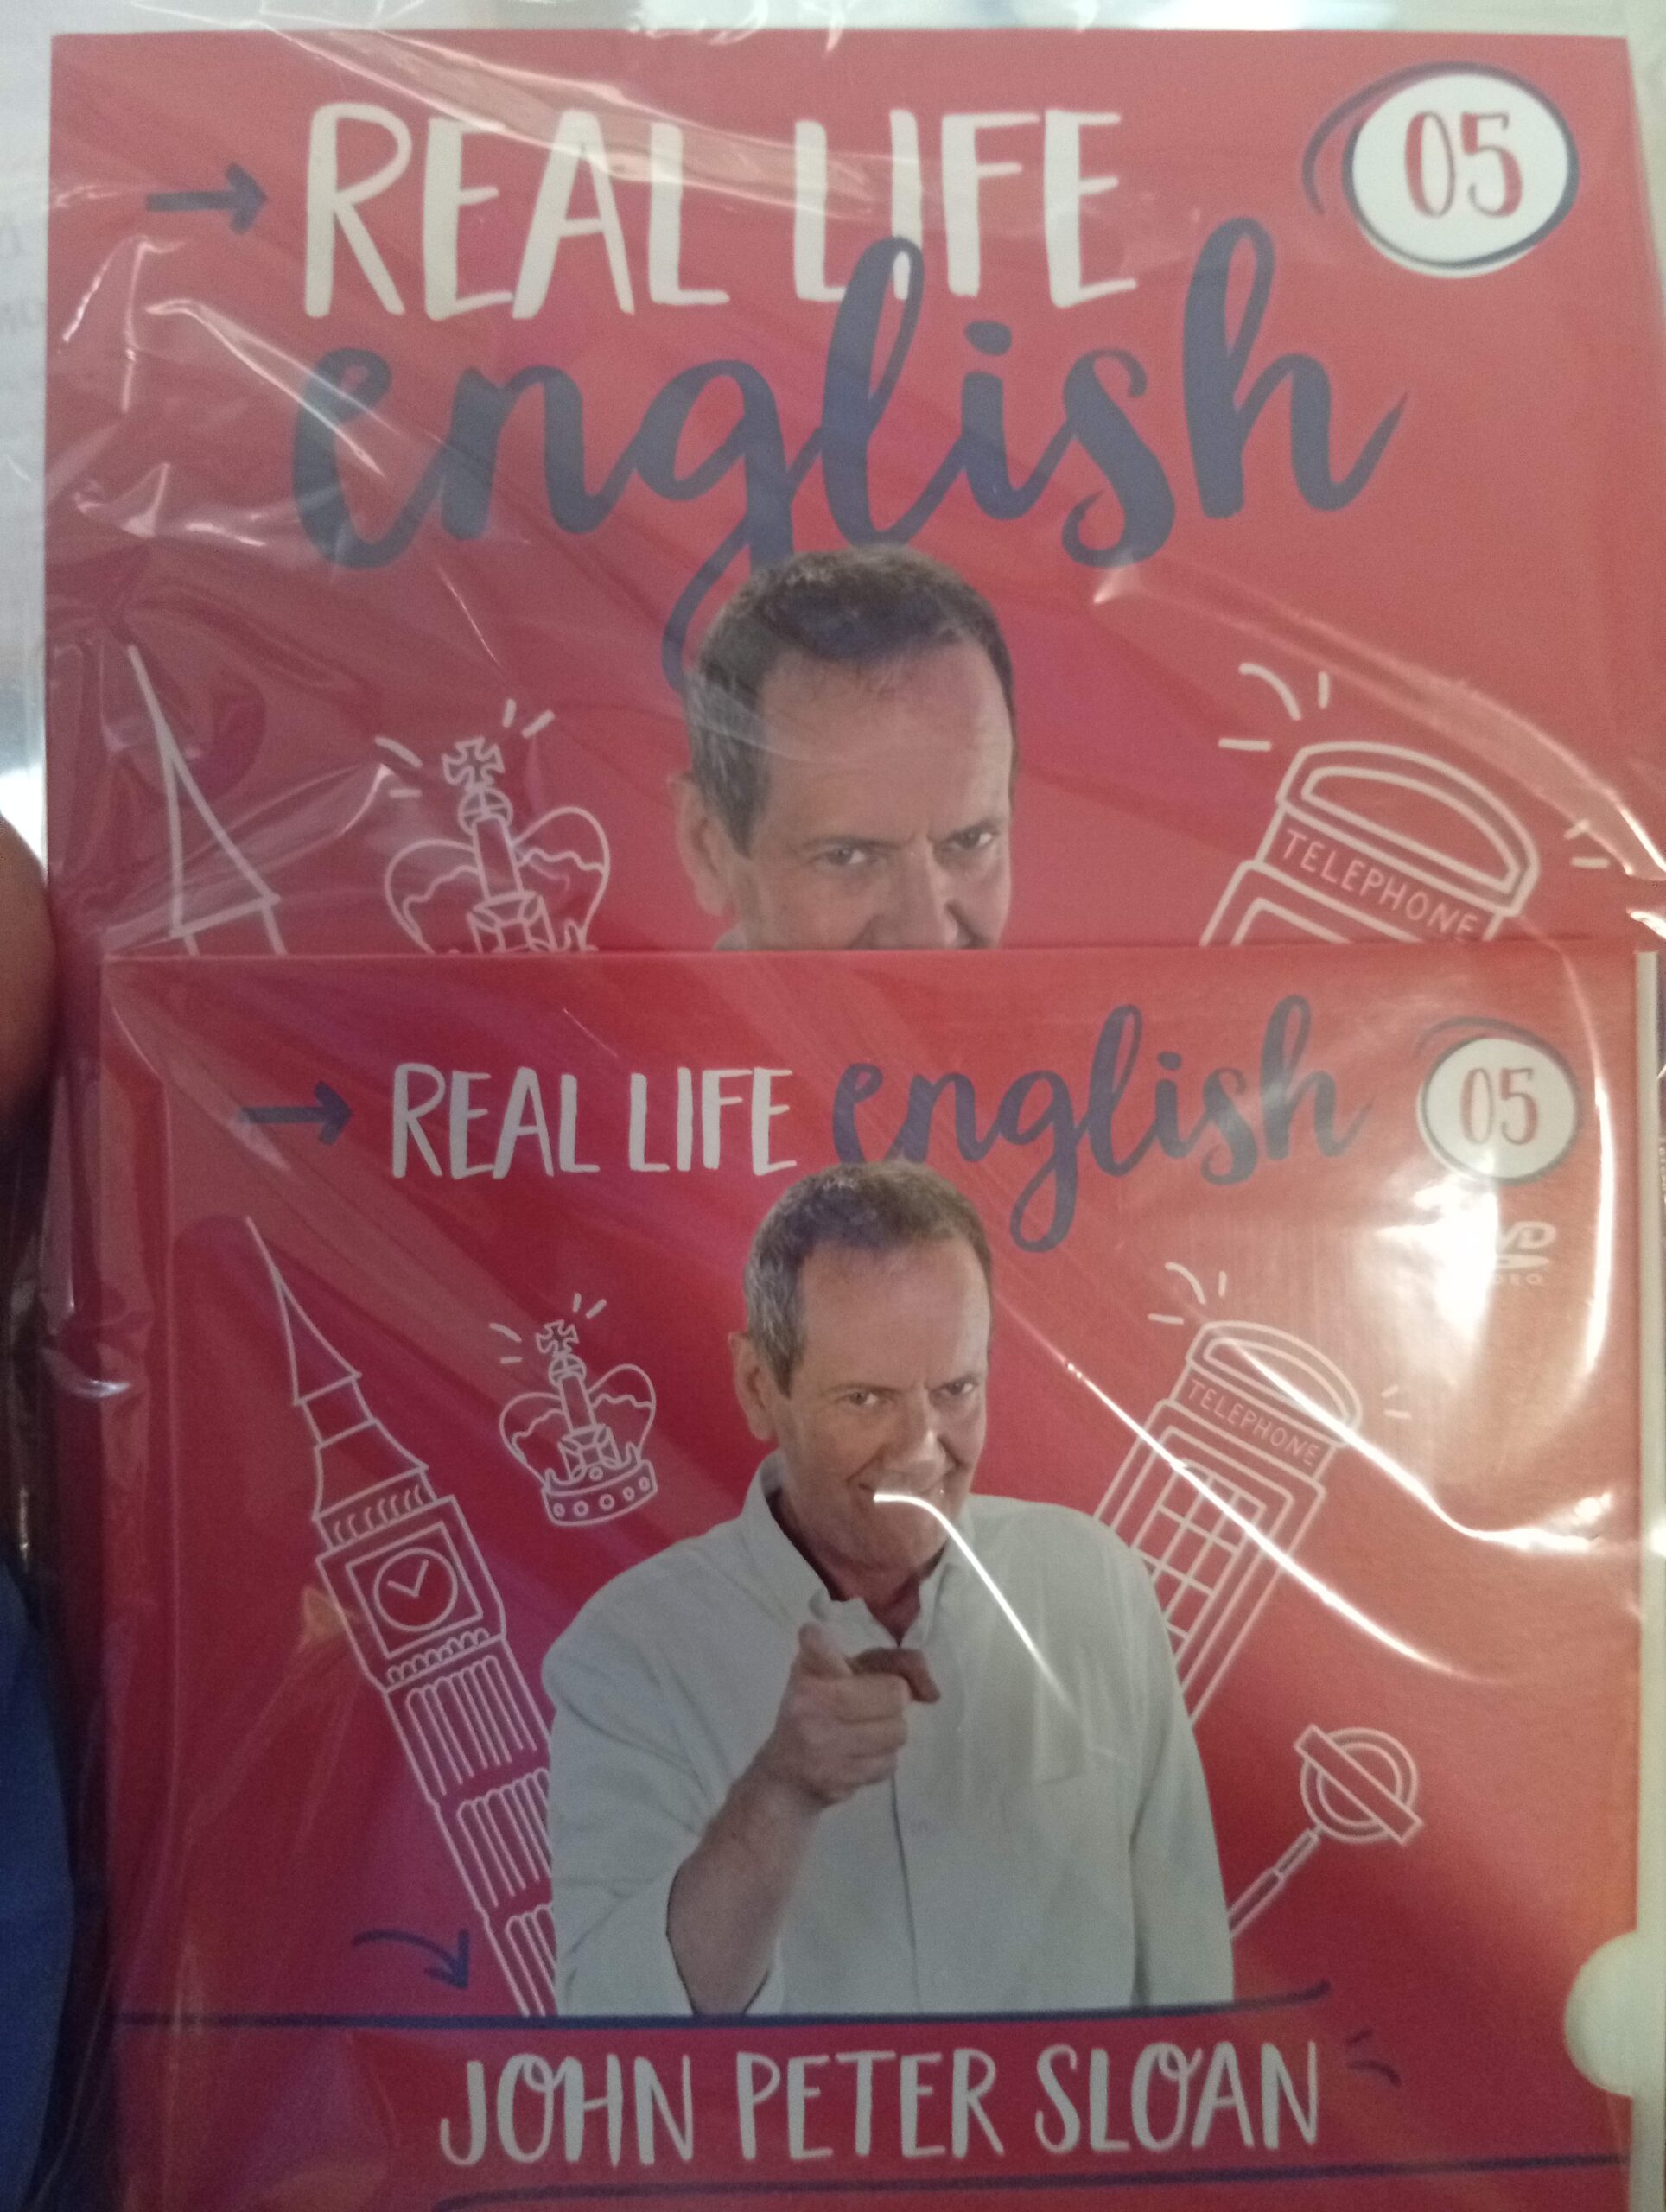 REAL LIFE
05
english
TELEPHONE
REAL LIFE english
05
TELEPHONE
JOHN PETER SLOAN